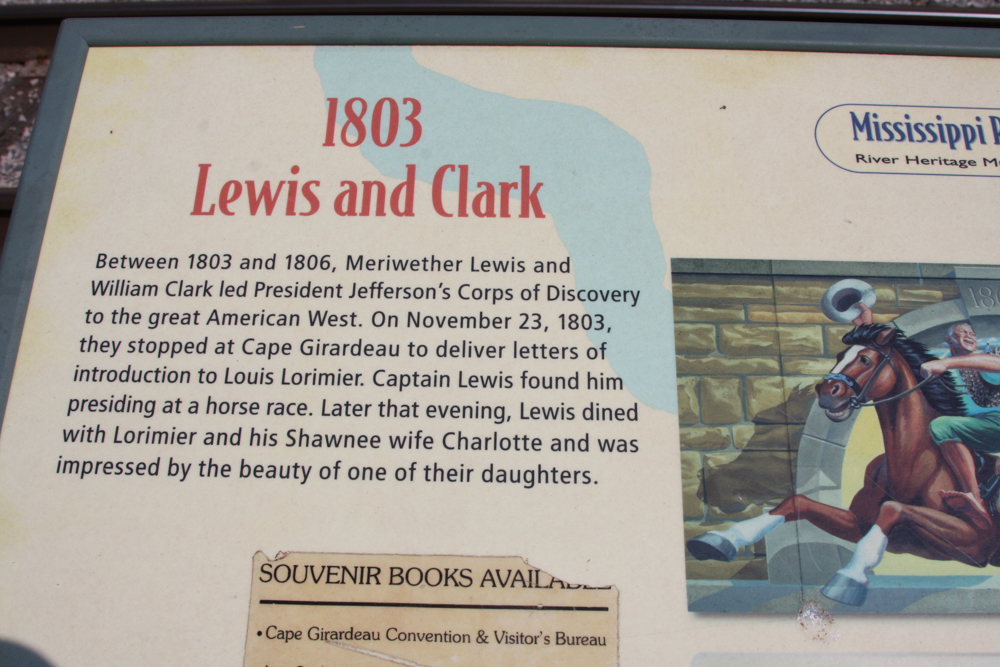 1803
Lewis and Clark
Between 1803 and 1806, Meriwether Lewis and
William Clark led President Jefferson's Corps of Discovery
to the great American West. On November 23, 1803,
they stopped at Cape Girardeau to deliver letters of
introduction to Louis Lorimier. Captain Lewis found him
presiding at a horse race. Later that evening, Lewis dined
with Lorimier and his Shawnee wife Charlotte and was
impressed by the beauty of one of their daughters.
Mississippi
River Heritage
SOUVENIR BOOKS AVAILABLE
• Cape Girardeau Convention & Visitor's Bureau